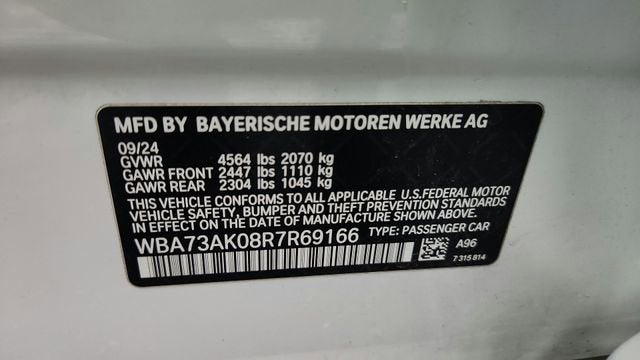 MFD BY BAYERISCHE MOTOREN WERKE AG
09/24
GVWR 4564 lbs 2070 kg
GAWR FRONT 2447 lbs 1110 kg
GAWR REAR 2304 lbs 1045 kg
THIS VEHICLE CONFORMS TO ALL APPLICABLE U.S.FEDERAL MOTOR
VEHICLE SAFETY, BUMPER AND THEFT PREVENTION STANDARDS
IN EFFECT ON THE DATE OF MANUFACTURE SHOWN ABOVE.
WBA73AK08R7R69166 TYPE: PASSENGER CAR
A96
7 315 814